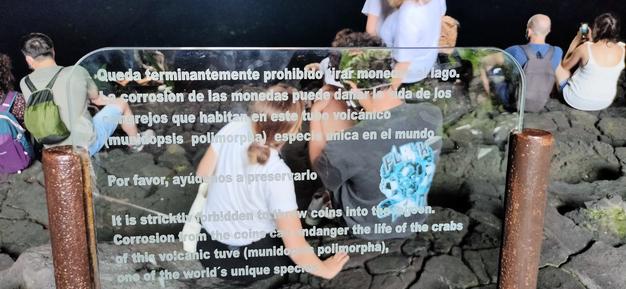 Queda terminantemente prohibido tirar monedas lago.
La corrosion de las monedas puede dañar la vida de los
cangrejos que habitan en este tubo volcánico
(munidopsis polimorpha) especie única en el mundo
Por favor, ayúdenos a preservarlo
It is stricktly forbidden to throw coins into the lagoon.
Corrosion from the coins can endanger the life of the crabs
of this volcanic tuve (munidopsis polimorpha),
one of the world´s unique species